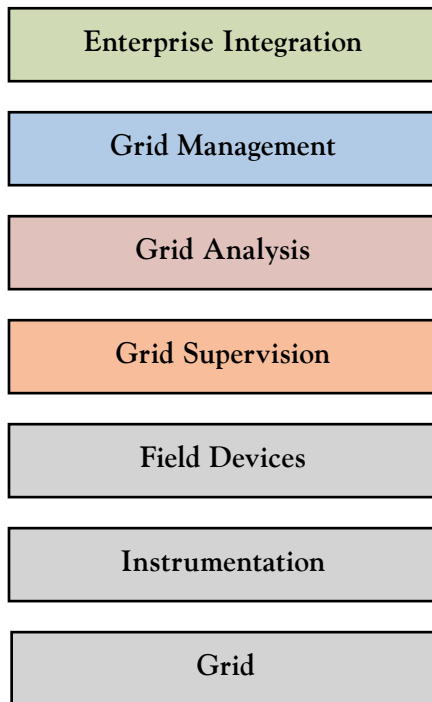 Enterprise Integration
Grid Management
Grid Analysis
Grid Supervision
Field Devices
Instrumentation
Grid